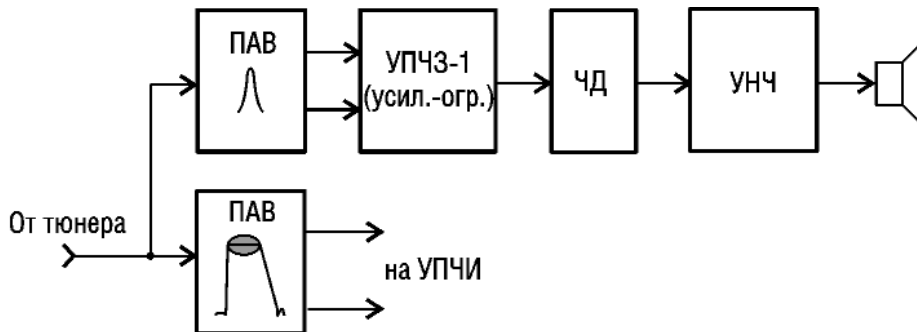 ПАВ
УПЧЗ-1
(усил.-огр.)
ЧД
УНЧ
От тюнера
ПАВ
на УПЧИ